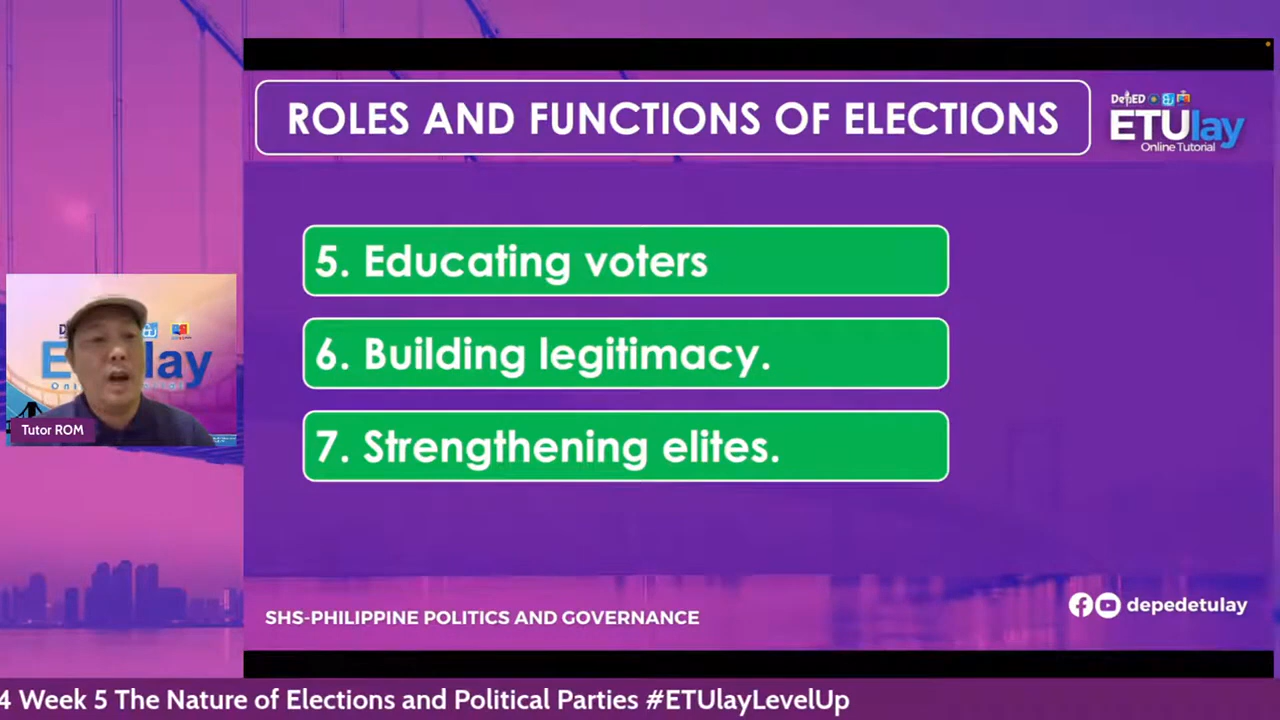 ROLES AND FUNCTIONS OF ELECTIONS
DepED
ETUlay
Online Tutorial
5. Educating voters
6. Building legitimacy.
7. Strengthening elites.
Tutor ROM
SHS-PHILIPPINE POLITICS AND GOVERNANCE
depedetulay
4 Week 5 The Nature of Elections and Political Parties #ETUlayLevelUp